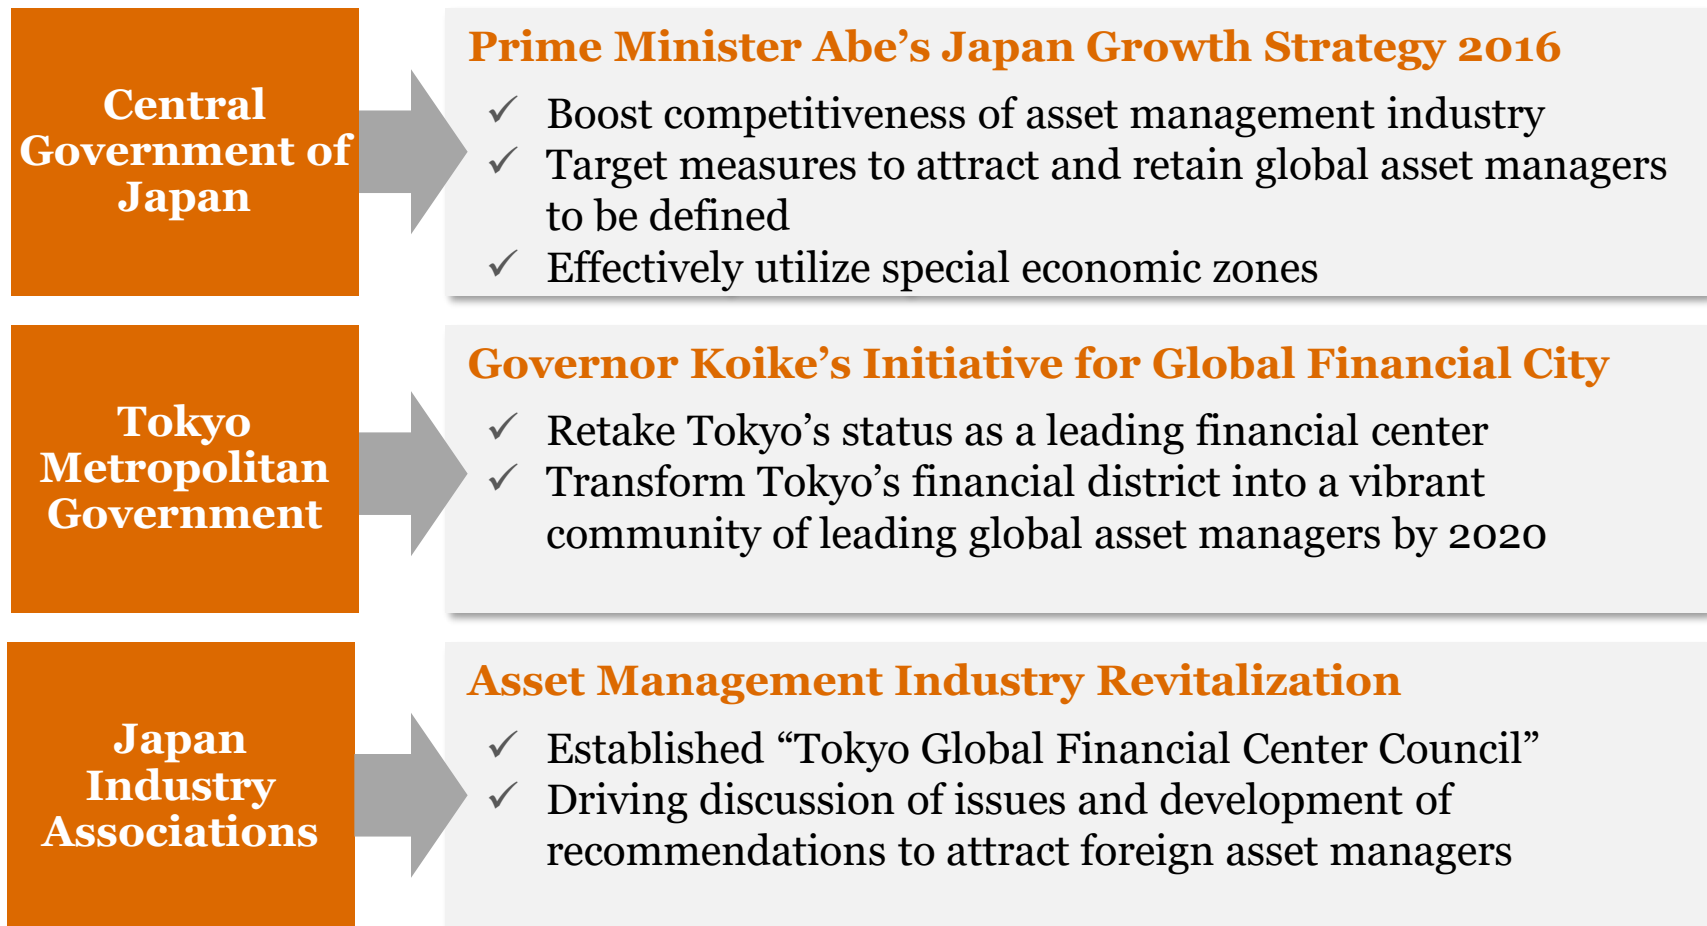 Central
Government of
Japan
Prime Minister Abe’s Japan Growth Strategy 2016
✓ Boost competitiveness of asset management industry
✓ Target measures to attract and retain global asset managers
to be defined
✓ Effectively utilize special economic zones
Tokyo
Metropolitan
Government
Governor Koike’s Initiative for Global Financial City
✓ Retake Tokyo’s status as a leading financial center
✓ Transform Tokyo’s financial district into a vibrant
community of leading global asset managers by 2020
Japan
Industry
Associations
Asset Management Industry Revitalization
✓ Established “Tokyo Global Financial Center Council”
✓ Driving discussion of issues and development of
recommendations to attract foreign asset managers